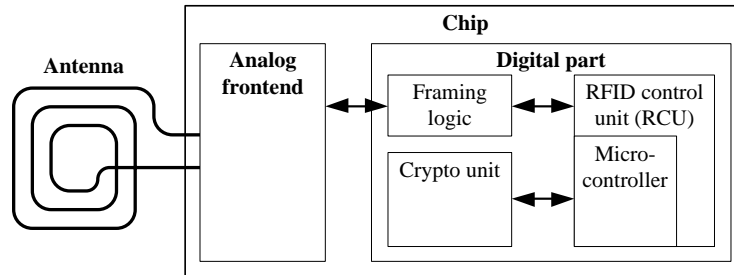 Chip
Antenna
Analog
frontend
Digital part
Framing
logic
RFID control
unit (RCU)
Crypto unit
Micro-
controller